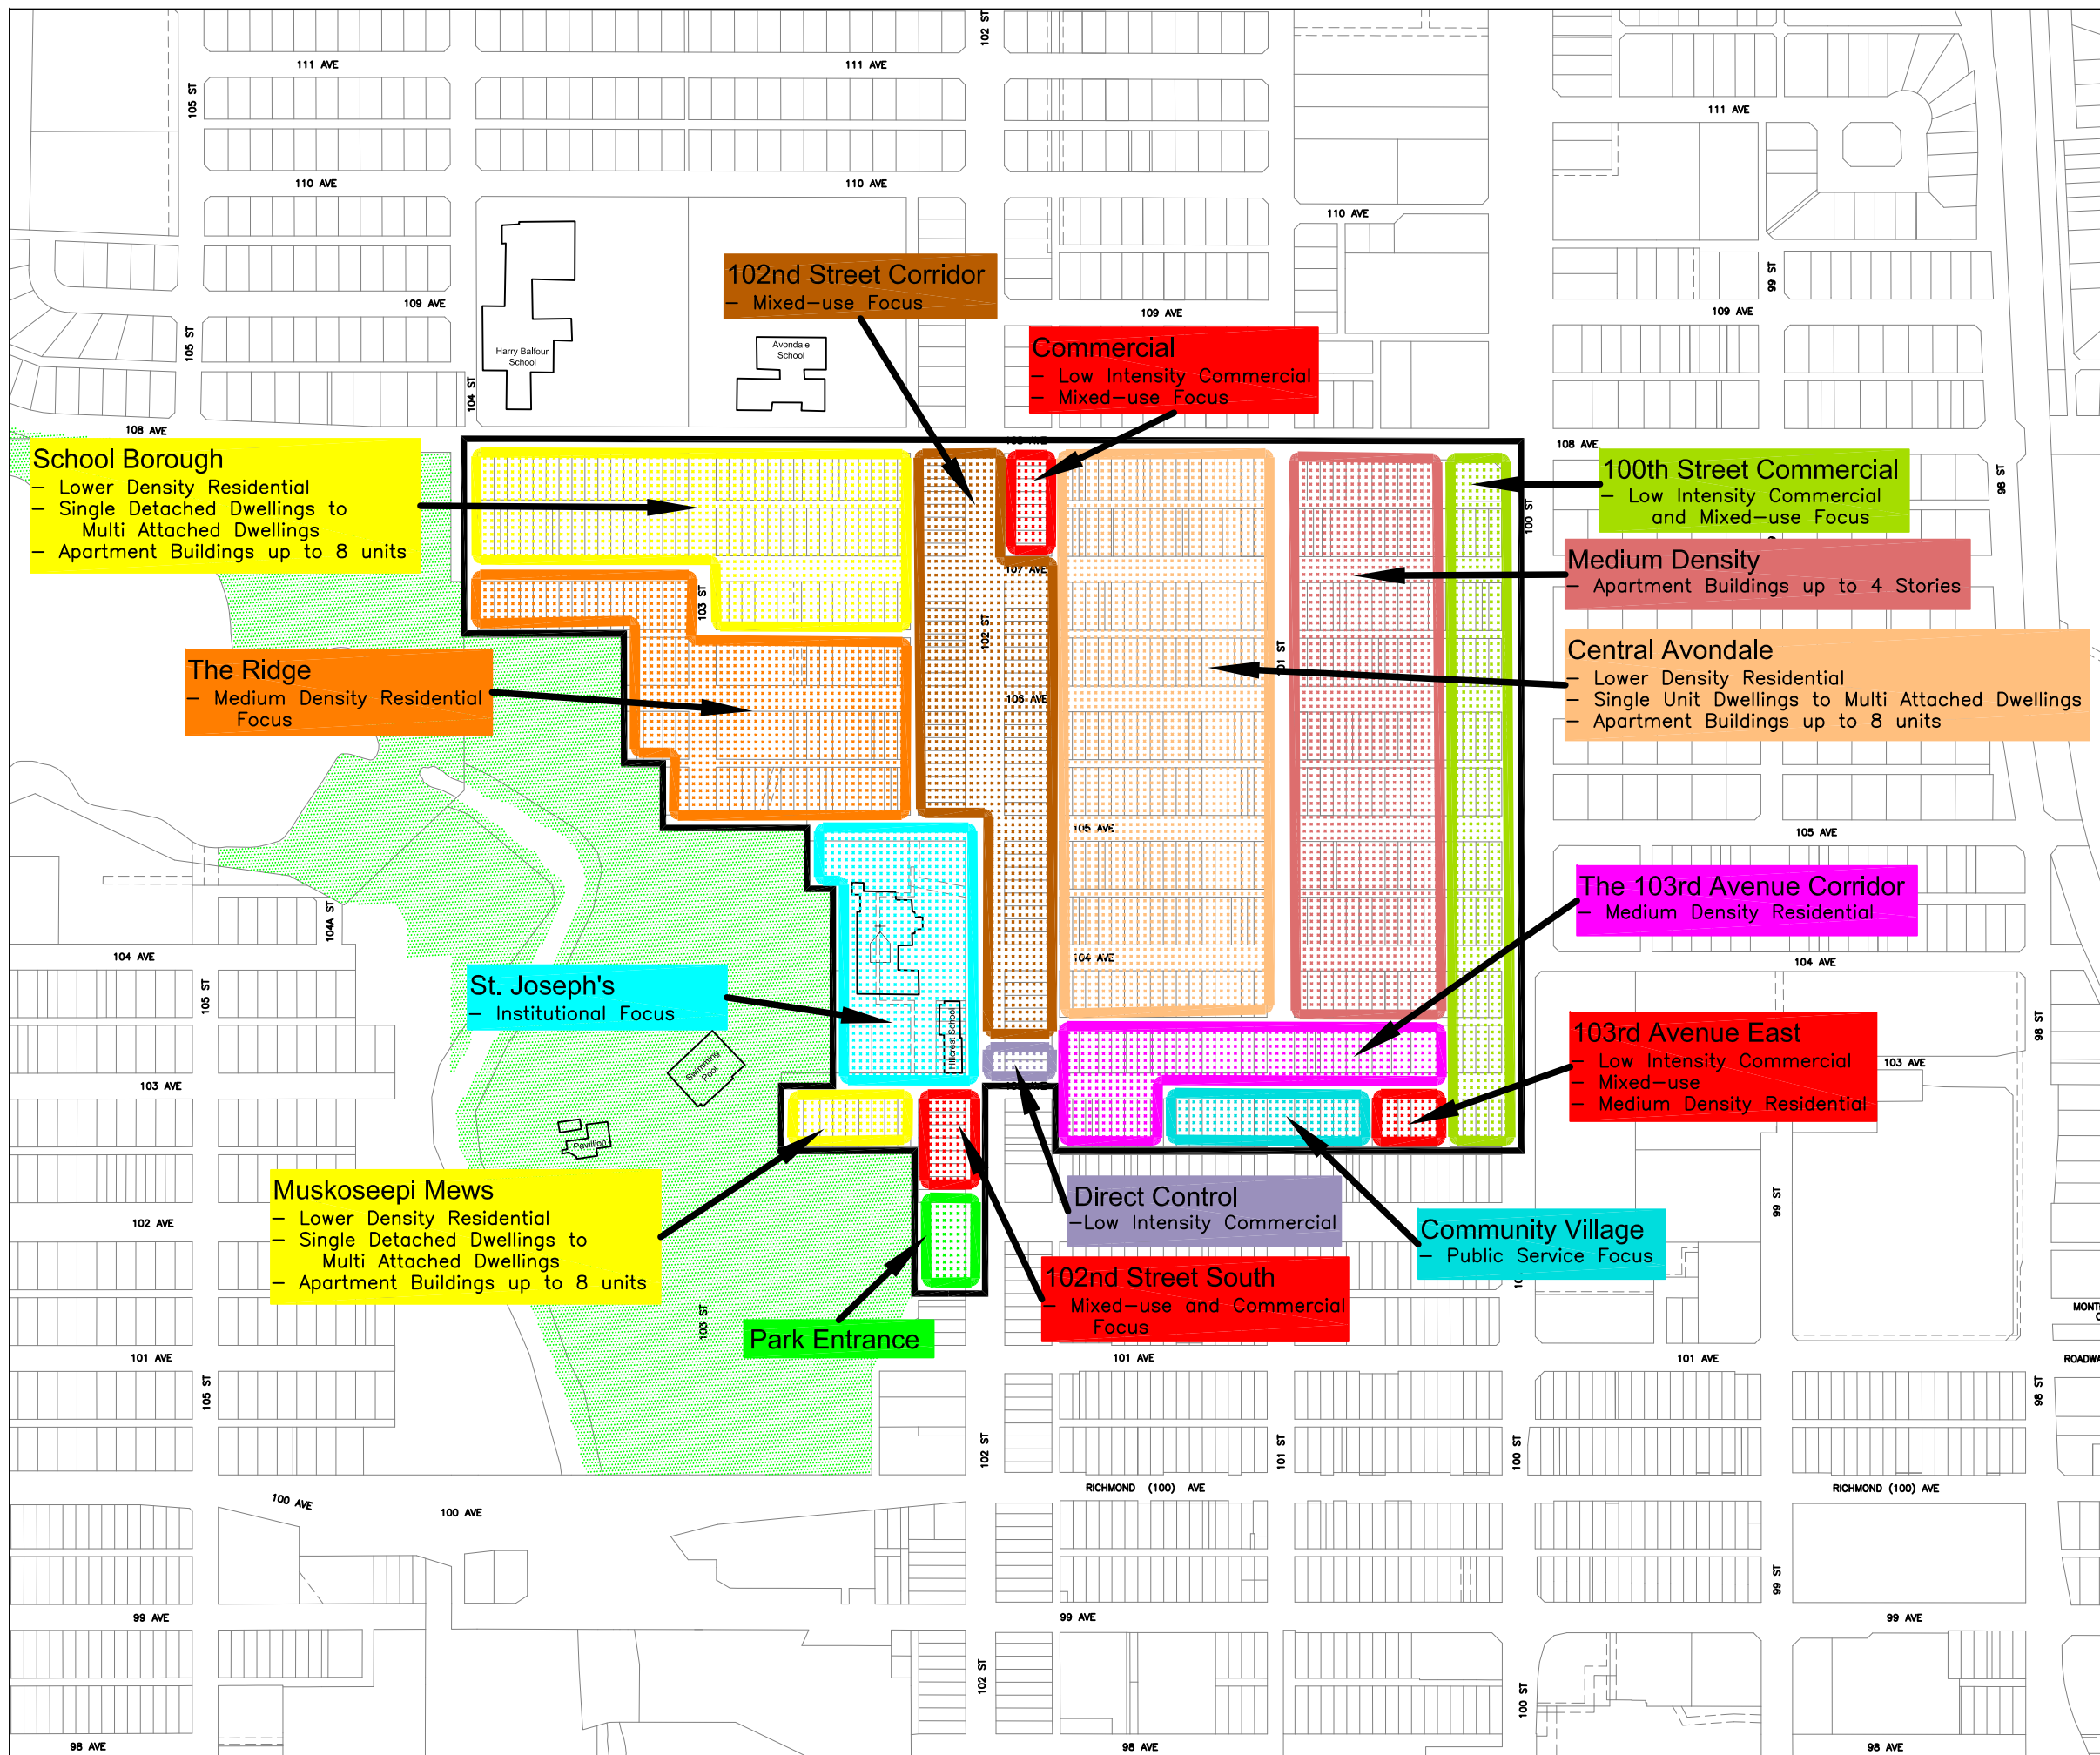 102 ST
111 AVE
111 AVE
105 ST
111 AVE
110 AVE
110 AVE
110 AVE
102nd Street Corridor
- Mixed-use Focus
99 ST
109 AVE
109 AVE
109 AVE
105 ST
Harry Balfour
School
Avondale
School
Commercial
- Low Intensity Commercial
- Mixed-use Focus
104 ST
108 AVE
108 AVE
School Borough
- Lower Density Residential
- Single Detached Dwellings to
Multi Attached Dwellings
- Apartment Buildings up to 8 units
100th Street Commercial
- Low Intensity Commercial
and Mixed-use Focus
98 ST
100 ST
Medium Density
- Apartment Buildings up to 4 Stories
107 AVE
103 ST
102 ST
The Ridge
- Medium Density Residential
Focus
Central Avondale
- Lower Density Residential
- Single Unit Dwellings to Multi Attached Dwellings
- Apartment Buildings up to 8 units
106 AVE
105 AVE
105 AVE
The 103rd Avenue Corridor
- Medium Density Residential
104A ST
104 AVE
104 AVE
104 AVE
105 ST
St. Joseph's
- Institutional Focus
Hillcrest School
103rd Avenue East
- Low Intensity Commercial
- Mixed-use
- Medium Density Residential
98 ST
103 AVE
103 AVE
Swimming
Pool
Pavillion
Muskoseepi Mews
- Lower Density Residential
- Single Detached Dwellings to
Multi Attached Dwellings
- Apartment Buildings up to 8 units
Direct Control
-Low Intensity Commercial
99 ST
102 AVE
Community Village
- Public Service Focus
102nd Street South
- Mixed-use and Commercial
Focus
103 ST
Park Entrance
101 AVE
101 AVE
101 AVE
105 ST
98 ST
102 ST
101 ST
100 ST
RICHMOND (100) AVE
RICHMOND (100) AVE
100 AVE
100 AVE
99 ST
99 AVE
99 AVE
99 AVE
102 ST
100 ST
98 AVE
98 AVE
98 AVE